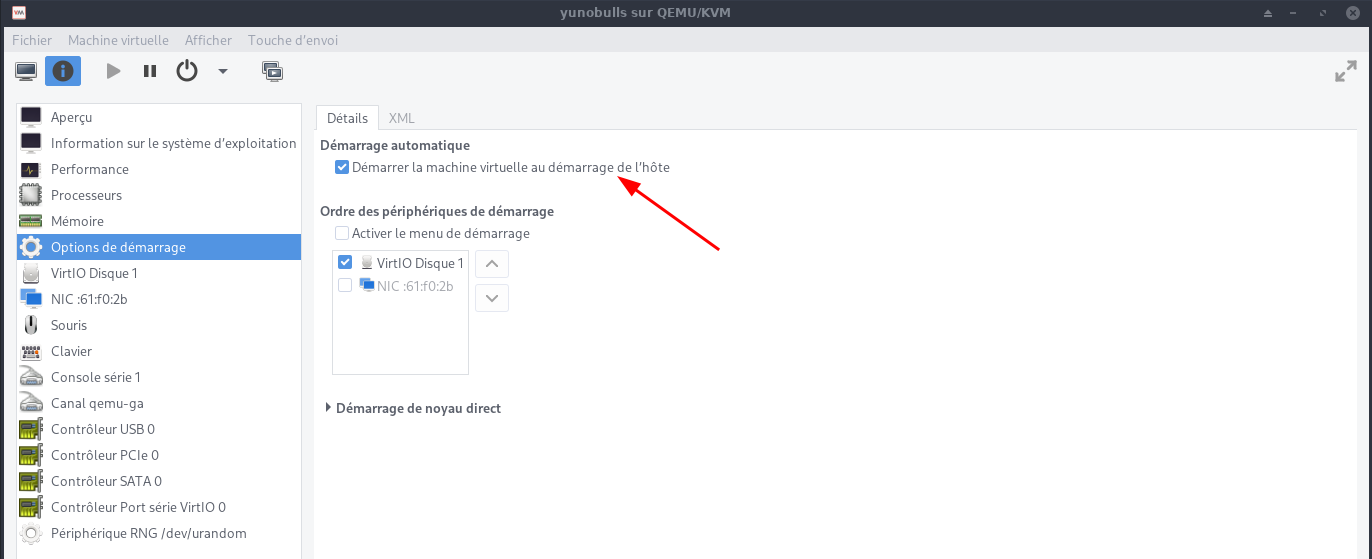 yunobulls sur QEMU/KVM
Fichier Machine virtuelle Afficher Touche d'envoi
Détails XML
Aperçu
Information sur le système d'exploitation
Performance
Processeurs
Mémoire
Options de démarrage
VirtIO Disque 1
NIC :61:f0:2b
Souris
Clavier
Console série 1
Canal qemu-ga
Contrôleur USB 0
Contrôleur PCIe 0
Contrôleur SATA 0
Contrôleur Port série VirtIO 0
Périphérique RNG /dev/urandom
Démarrage automatique
Démarrer la machine virtuelle au démarrage de l'hôte
Ordre des périphériques de démarrage
Activer le menu de démarrage
VirtIO Disque 1
NIC :61:f0:2b
Démarrage de noyau direct